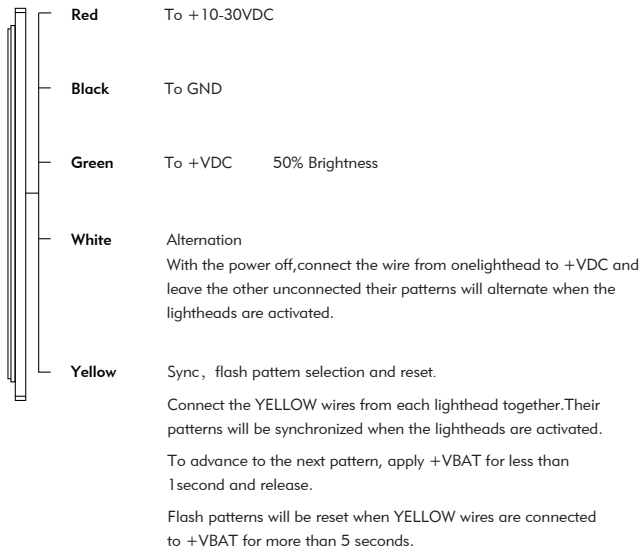 Red To +10-30VDC
Black To GND
Green To +VDC 50% Brightness
White Alternation
With the power off,connect the wire from onelighthead to +VDC and
leave the other unconnected their patterns will alternate when the
lightheads are activated.
Yellow Sync，flash pattem selection and reset.
Connect the YELLOW wires from each lighthead together.Their
patterns will be synchronized when the lightheads are activated.
To advance to the next pattern, apply +VBAT for less than
1second and release.
Flash patterns will be reset when YELLOW wires are connected
to +VBAT for more than 5 seconds.